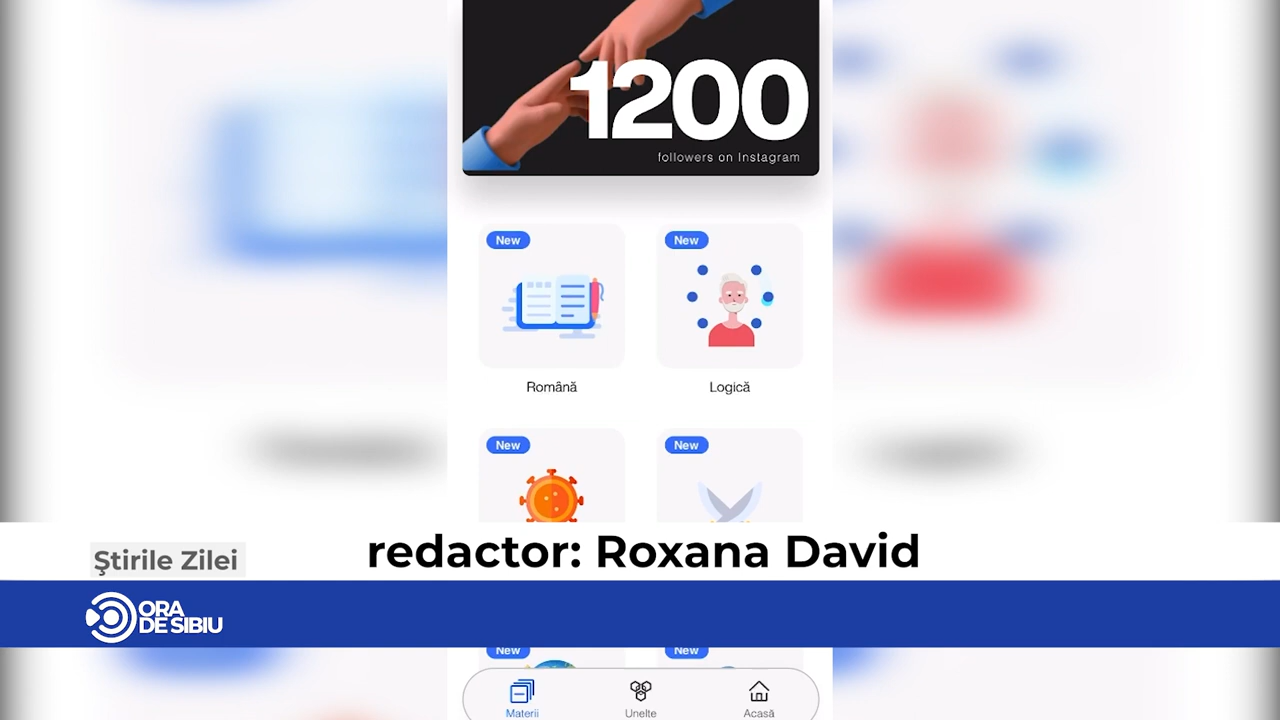 1200
followers on Instagram
New
New
Română
Logică
New
New
redactor: Roxana David
Ştirile Zilei
ORA
DE SIBIU
New
New
Materii
Unelte
Acasă